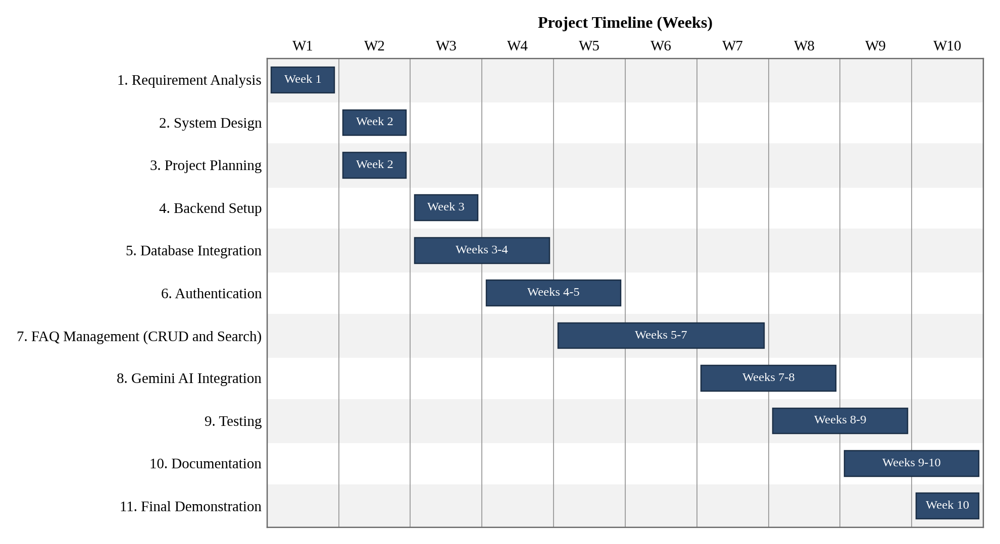 Project Timeline (Weeks)
W1 W2 W3 W4 W5 W6 W7 W8 W9 W10
1. Requirement Analysis Week 1
2. System Design Week 2
3. Project Planning Week 2
4. Backend Setup Week 3
5. Database Integration Weeks 3-4
6. Authentication Weeks 4-5
7. FAQ Management (CRUD and Search) Weeks 5-7
8. Gemini AI Integration Weeks 7-8
9. Testing Weeks 8-9
10. Documentation Weeks 9-10
11. Final Demonstration Week 10